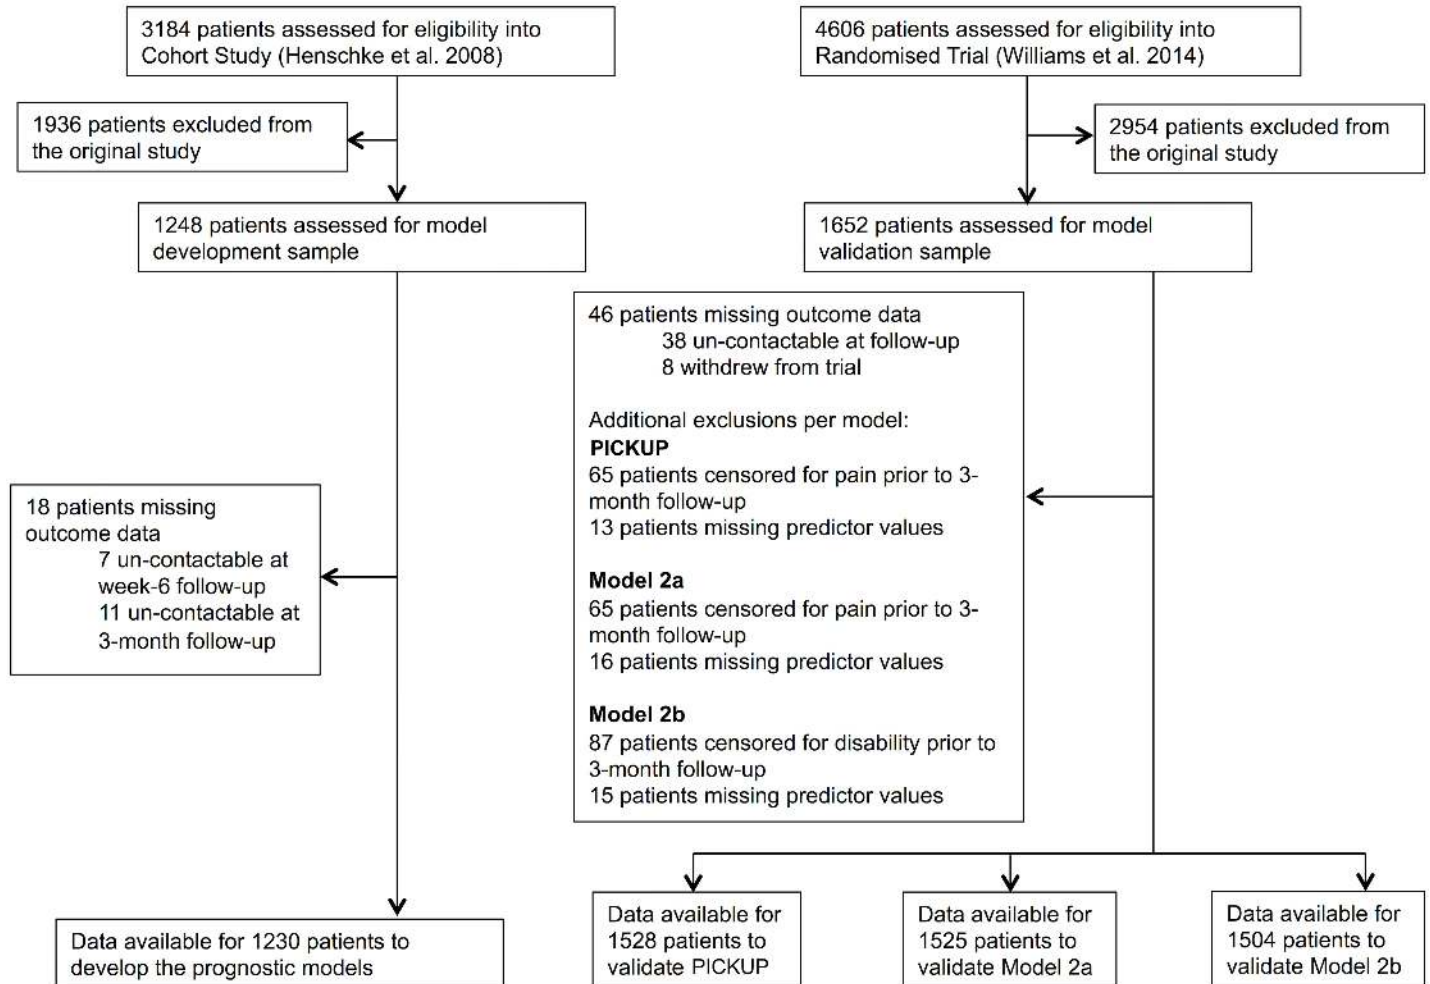 3184 patients assessed for eligibility into
Cohort Study (Henschke et al. 2008)
4606 patients assessed for eligibility into
Randomised Trial (Williams et al. 2014)
1936 patients excluded from
the original study
2954 patients excluded from
the original study
1248 patients assessed for model
development sample
1652 patients assessed for model
validation sample
46 patients missing outcome data
38 un-contactable at follow-up
8 withdrew from trial
Additional exclusions per model:
PICKUP
65 patients censored for pain prior to 3-
month follow-up
13 patients missing predictor values
Model 2a
65 patients censored for pain prior to 3-
month follow-up
16 patients missing predictor values
Model 2b
87 patients censored for disability prior to
3-month follow-up
15 patients missing predictor values
18 patients missing
outcome data
7 un-contactable at
week-6 follow-up
11 un-contactable at
3-month follow-up
Data available for 1230 patients to
develop the prognostic models
Data available for
1528 patients to
validate PICKUP
Data available for
1525 patients to
validate Model 2a
Data available for
1504 patients to
validate Model 2b